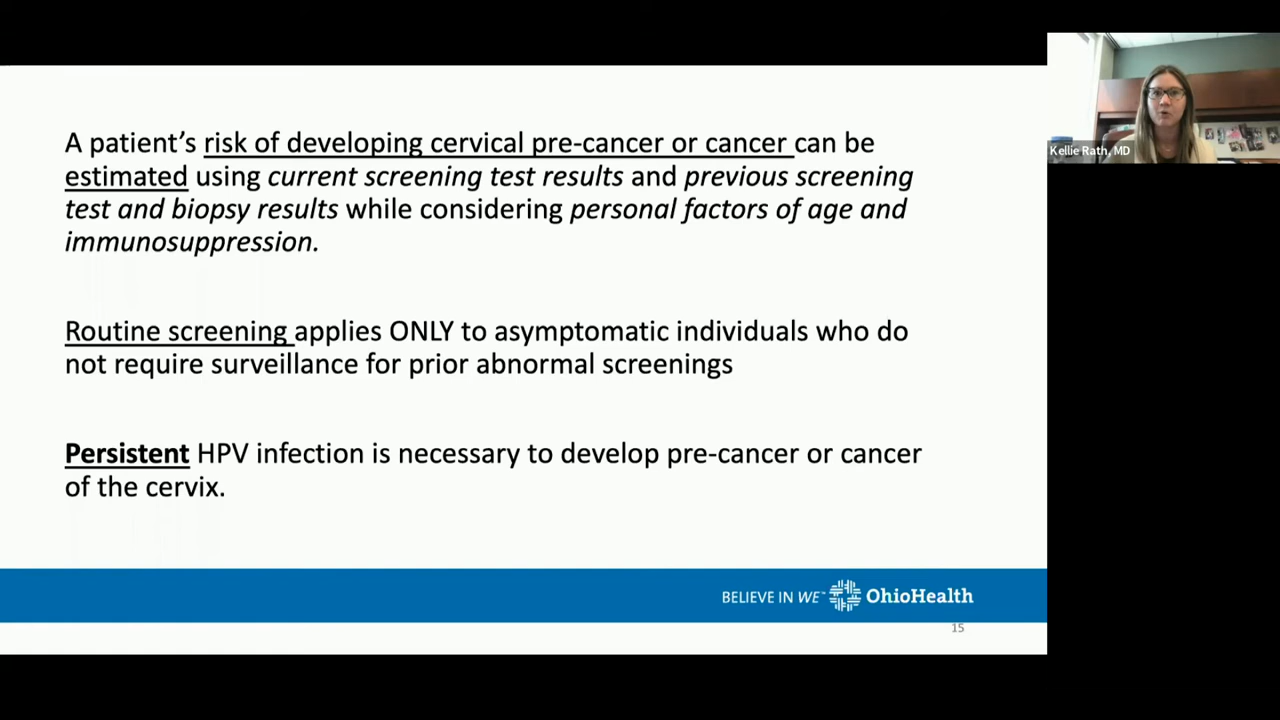 A patient's risk of developing cervical pre-cancer or cancer can be
estimated using current screening test results and previous screening
test and biopsy results while considering personal factors of age and
immunosuppression.
Routine screening applies ONLY to asymptomatic individuals who do
not require surveillance for prior abnormal screenings
Persistent HPV infection is necessary to develop pre-cancer or cancer
of the cervix.
BELIEVE IN WE™ OhioHealth
15
Kellie Rath, MD